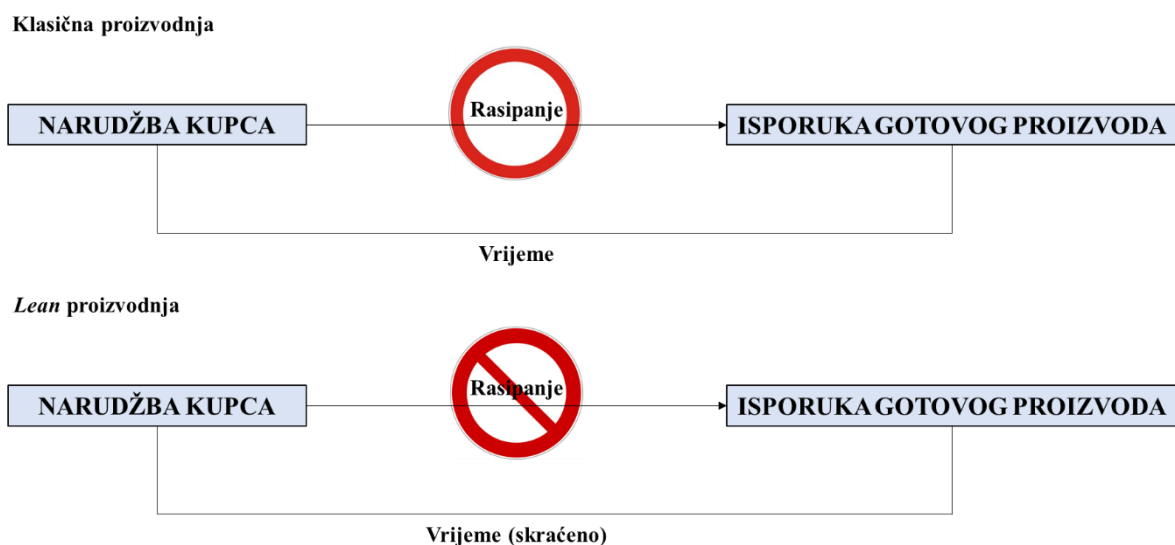 Klasična proizvodnja
Rasipanje
NARUDŽBA KUPCA
ISPORUKA GOTOVOG PROIZVODA
Vrijeme
Lean proizvodnja
Rasipanje
NARUDŽBA KUPCA
ISPORUKA GOTOVOG PROIZVODA
Vrijeme (skraćeno)